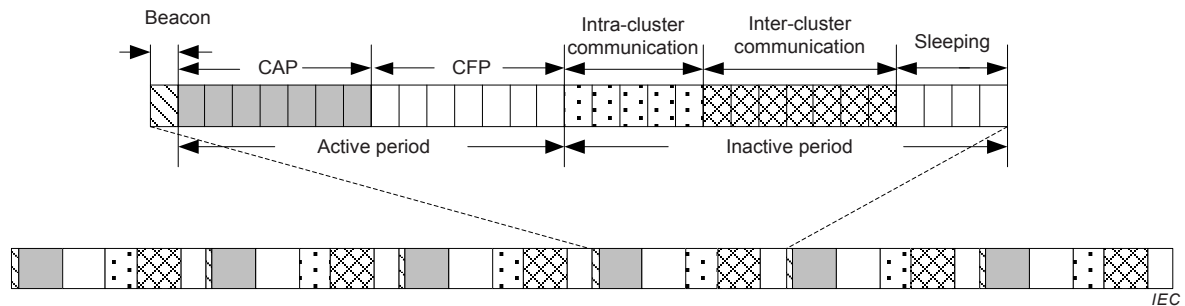 Beacon
Intra-cluster
communication
Inter-cluster
communication
Sleeping
CAP
CFP
Active period
Inactive period
IEC